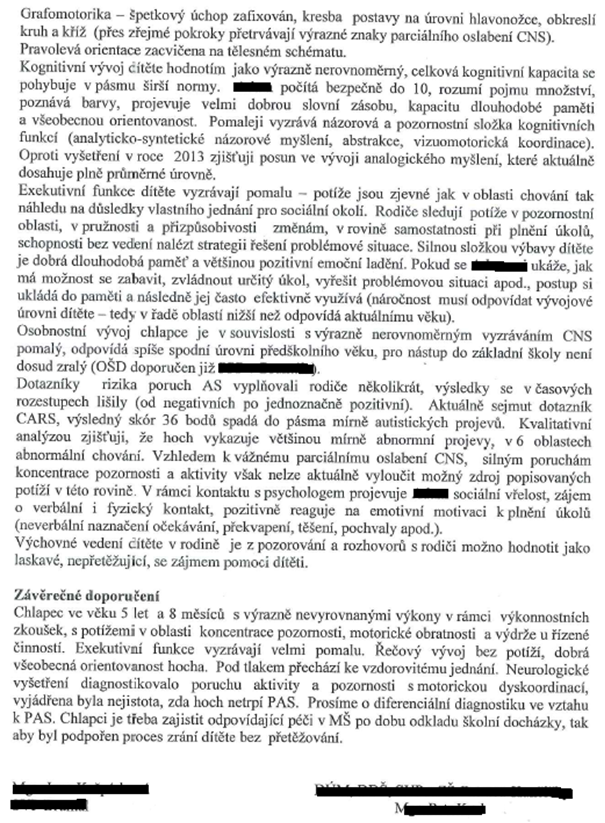 Grafomotorika – špetkový úchop zafixován, kresba postavy na úrovni hlavonožce, obkreslí
kruh a kříž (přes zřejmé pokroky přetrvávají výrazné znaky parciálního oslabení CNS).
Pravolevá orientace zacvičena na tělesném schématu.
Kognitivní vývoj dítěte hodnotím jako výrazně nerovnoměrný, celková kognitivní kapacita se
pohybuje v pásmu širší normy. počítá bezpečně do 10, rozumí pojmu množství,
poznává barvy, projevuje velmi dobrou slovní zásobu, kapacitu dlouhodobé paměti
a všeobecnou orientovanost. Pomaleji vyzrává názorová a pozornostní složka kognitivních
funkcí (analyticko-syntetické názorové myšlení, abstrakce, vizuomotorická koordinace).
Oproti vyšetření v roce 2013 zjišťuji posun ve vývoji analogického myšlení, které aktuálně
dosahuje plně průměrné úrovně.
Exekutivní funkce dítěte vyzrávají pomalu – potíže jsou zjevné jak v oblasti chování tak
náhledu na důsledky vlastního jednání pro sociální okolí. Rodiče sledují potíže v pozornostní
oblasti, v pružnosti a přizpůsobivosti změnám, v rovině samostatnosti při plnění úkolů,
schopnosti bez vedení nalézt strategii řešení problémové situace. Silnou složkou výbavy dítěte
je dobrá dlouhodobá paměť a většinou pozitivní emoční ladění. Pokud se ukáže, jak
má možnost se zabavit, zvládnout určitý úkol, vyřešit problémovou situaci apod., postup si
ukládá do paměti a následně jej často efektivně využívá (náročnost musí odpovídat vývojové
úrovni dítěte – tedy v řadě oblastí nižší než odpovídá aktuálnímu věku).
Osobnostní vývoj chlapce je v souvislosti s výrazně nerovnoměrným vyzráváním CNS
pomalý, odpovídá spíše spodní úrovni předškolního věku, pro nástup do základní školy není
dosud zralý (OŠD doporučen již ).
Dotazníky rizika poruch AS vyplňovali rodiče několikrát, výsledky se v časových
rozestupech lišily (od negativních po jednoznačně pozitivní). Aktuálně sejmut dotazník
CARS, výsledný skór 36 bodů spadá do pásma mírně autistických projevů. Kvalitativní
analýzou zjišťuji, že hoch vykazuje většinou mírně abnormní projevy, v 6 oblastech
abnormální chování. Vzhledem k vážnému parciálnímu oslabení CNS, silným poruchám
koncentrace pozornosti a aktivity však nelze aktuálně vyloučit možný zdroj popisovaných
potíží v této rovině. V rámci kontaktu s psychologem projevuje sociální vřelost, zájem
o verbální i fyzický kontakt, pozitivně reaguje na emotivní motivaci k plnění úkolů
(neverbální naznačení očekávání, překvapení, těšení, pochvaly apod.).
Výchovné vedení dítěte v rodině je z pozorování a rozhovorů s rodiči možno hodnotit jako
laskavé, nepřetěžující, se zájmem pomoci dítěti.
Závěrečné doporučení
Chlapec ve věku 5 let a 8 měsíců s výrazně nevyrovnanými výkony v rámci výkonnostních
zkoušek, s potížemi v oblasti koncentrace pozornosti, motorické obratnosti a výdrže u řízené
činnosti. Exekutivní funkce vyzrávají velmi pomalu. Řečový vývoj bez potíží, dobrá
všeobecná orientovanost hocha. Pod tlakem přechází ke vzdorovitému jednání. Neurologické
vyšetření diagnostikovalo poruchu aktivity a pozornosti s motorickou dyskoordinací,
vyjádřena byla nejistota, zda hoch netrpí PAS. Prosíme o diferenciální diagnostiku ve vztahu
k PAS. Chlapci je třeba zajistit odpovídající péči v MŠ po dobu odkladu školní docházky, tak
aby byl podpořen proces zrání dítěte bez přetěžování.